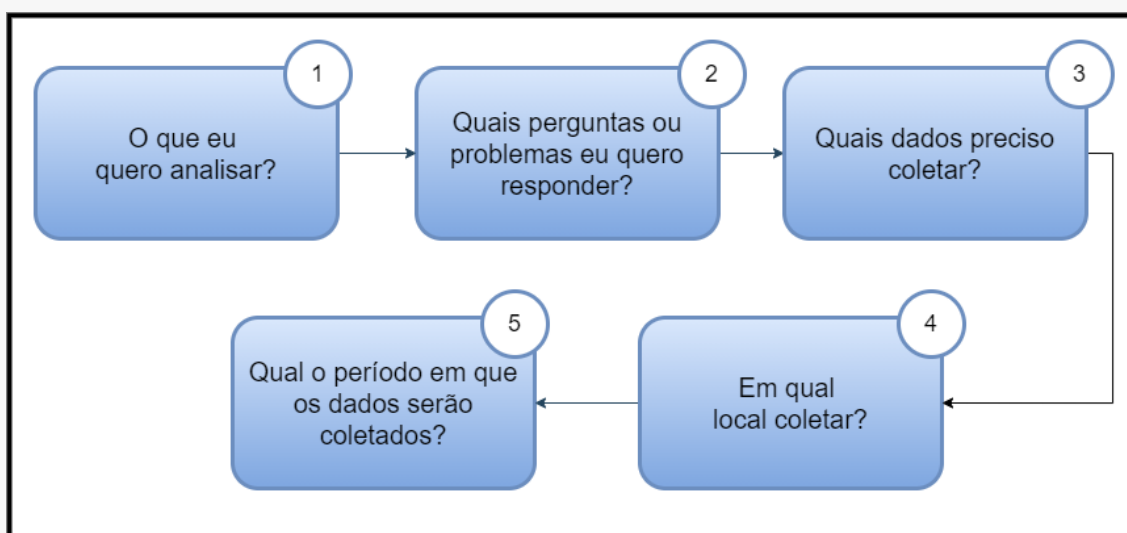 1
O que eu
quero analisar?
2
Quais perguntas ou
problemas eu quero
responder?
3
Quais dados preciso
coletar?
4
Em qual
local coletar?
5
Qual o período em que
os dados serão
coletados?